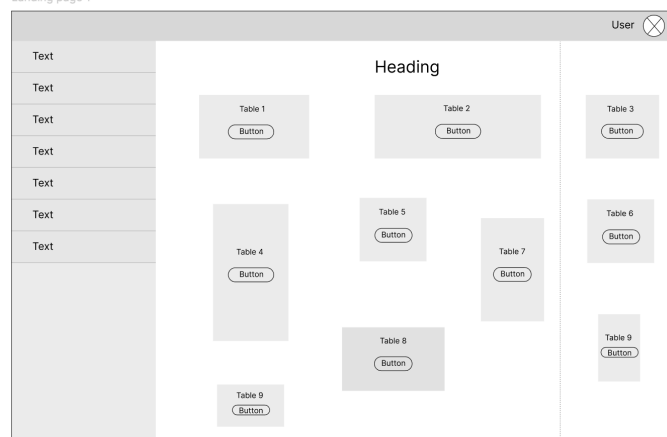 Landing page 1
User
Text
Text
Text
Text
Text
Text
Text
Heading
Table 1
Button
Table 2
Button
Table 3
Button
Table 4
Button
Table 5
Button
Table 7
Button
Table 6
Button
Table 8
Button
Table 9
Button
Table 9
Button